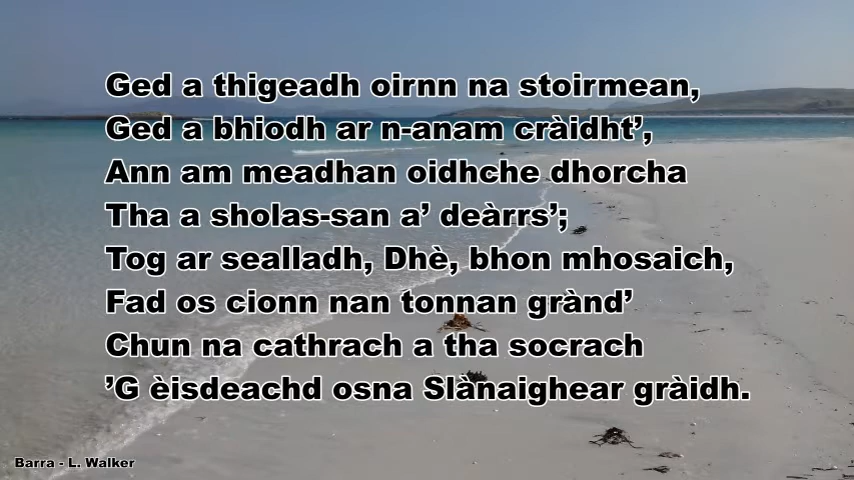 Ged a thigeadh oirnn na stoirmean,
Ged a bhiodh ar n-anam cràidht’,
Ann am meadhan oidhche dhorcha
Tha a sholas-san a’ deàrrs’;
Tog ar sealladh, Dhè, bhon mhosaich,
Fad os cionn nan tonnan grànd’
Chun na cathrach a tha socrach
’G èisdeachd osna Slànaighear gràidh.
Barra - L. Walker